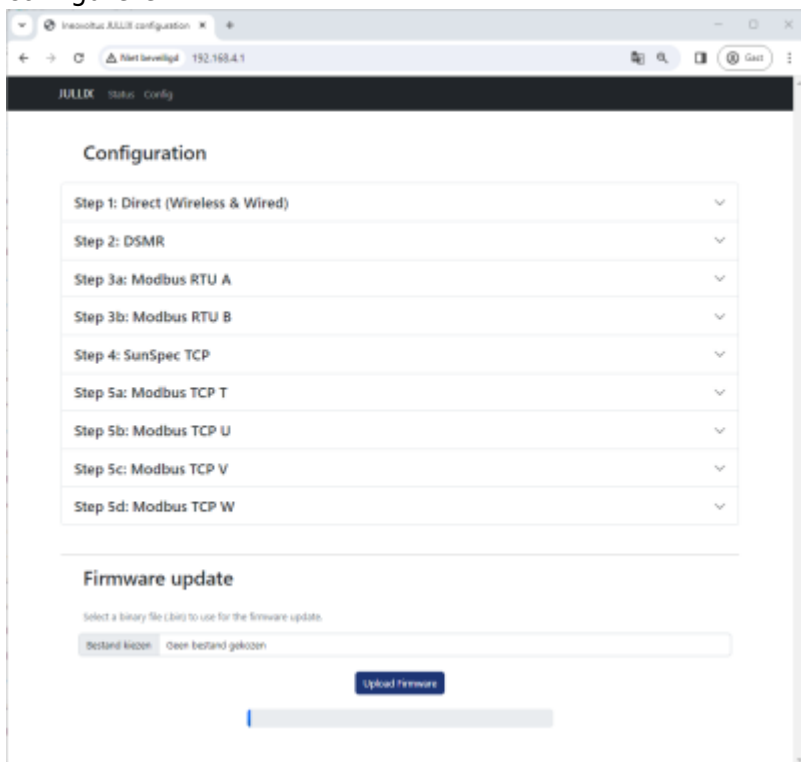 JULLIX configuration
Niet beveiligd 192.168.4.1
Gast
JULLIX Status Config
Configuration
Step 1: Direct (Wireless & Wired)
Step 2: DSMR
Step 3a: Modbus RTU A
Step 3b: Modbus RTU B
Step 4: SunSpec TCP
Step 5a: Modbus TCP T
Step 5b: Modbus TCP U
Step 5c: Modbus TCP V
Step 5d: Modbus TCP W
Firmware update
Select a binary file (.bin) to use for the firmware update.
Bestand kiezen Geen bestand gekozen
Upload Firmware